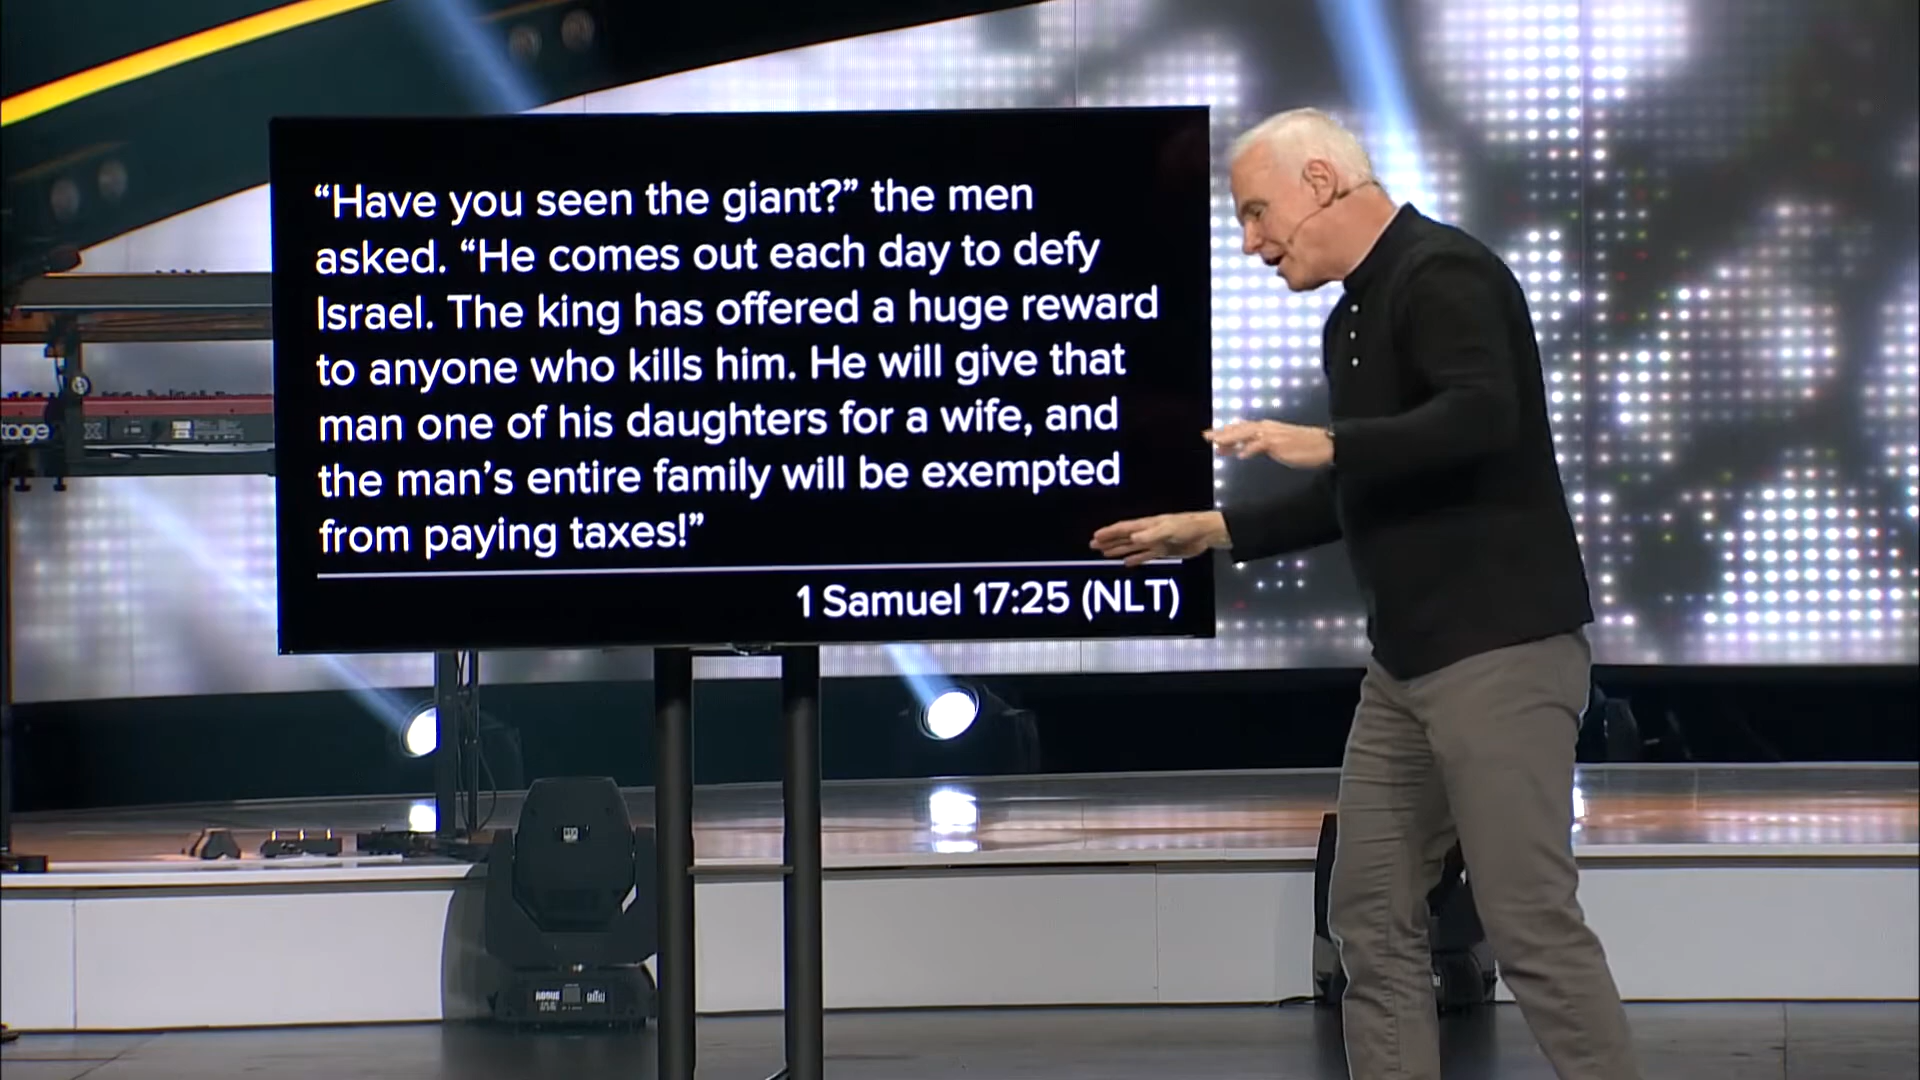 “Have you seen the giant?” the men
asked. “He comes out each day to defy
Israel. The king has offered a huge reward
to anyone who kills him. He will give that
man one of his daughters for a wife, and
the man’s entire family will be exempted
from paying taxes!”
1 Samuel 17:25 (NLT)
tage
ROGUE